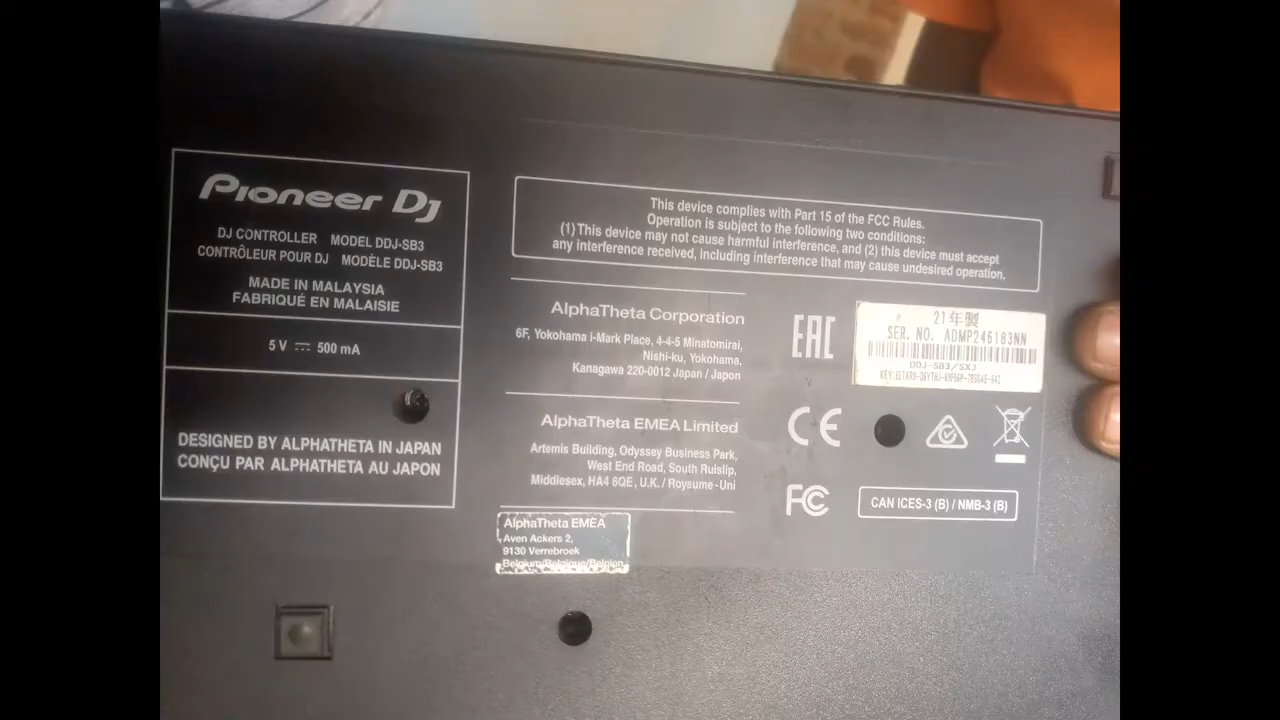 Pioneer Dj
DJ CONTROLLER MODEL DDJ-SB3
CONTRÔLEUR POUR DJ MODÈLE DDJ-SB3
MADE IN MALAYSIA
FABRIQUÉ EN MALAISIE
5 V 500 mA
DESIGNED BY ALPHATHETA IN JAPAN
CONÇU PAR ALPHATHETA AU JAPON
This device complies with Part 15 of the FCC Rules.
Operation is subject to the following two conditions:
(1) This device may not cause harmful interference, and (2) this device must accept
any interference received, including interference that may cause undesired operation.
AlphaTheta Corporation
6F, Yokohama i-Mark Place, 4-4-5 Minatomirai,
Nishi-ku, Yokohama,
Kanagawa 220-0012 Japan / Japon
AlphaTheta EMEA Limited
Artemis Building, Odyssey Business Park,
West End Road, South Ruislip,
Middlesex, HA4 6QE, U.K. / Royaume-Uni
AlphaTheta EMEA
Aven Ackers 2,
9130 Verrebroek
Belgium/Belgique/Belgien
EAC
21年製
SER. NO. ADMP246183NN
DDJ-SB3/SXJ
CE
FC
CAN ICES-3 (B) / NMB-3 (B)